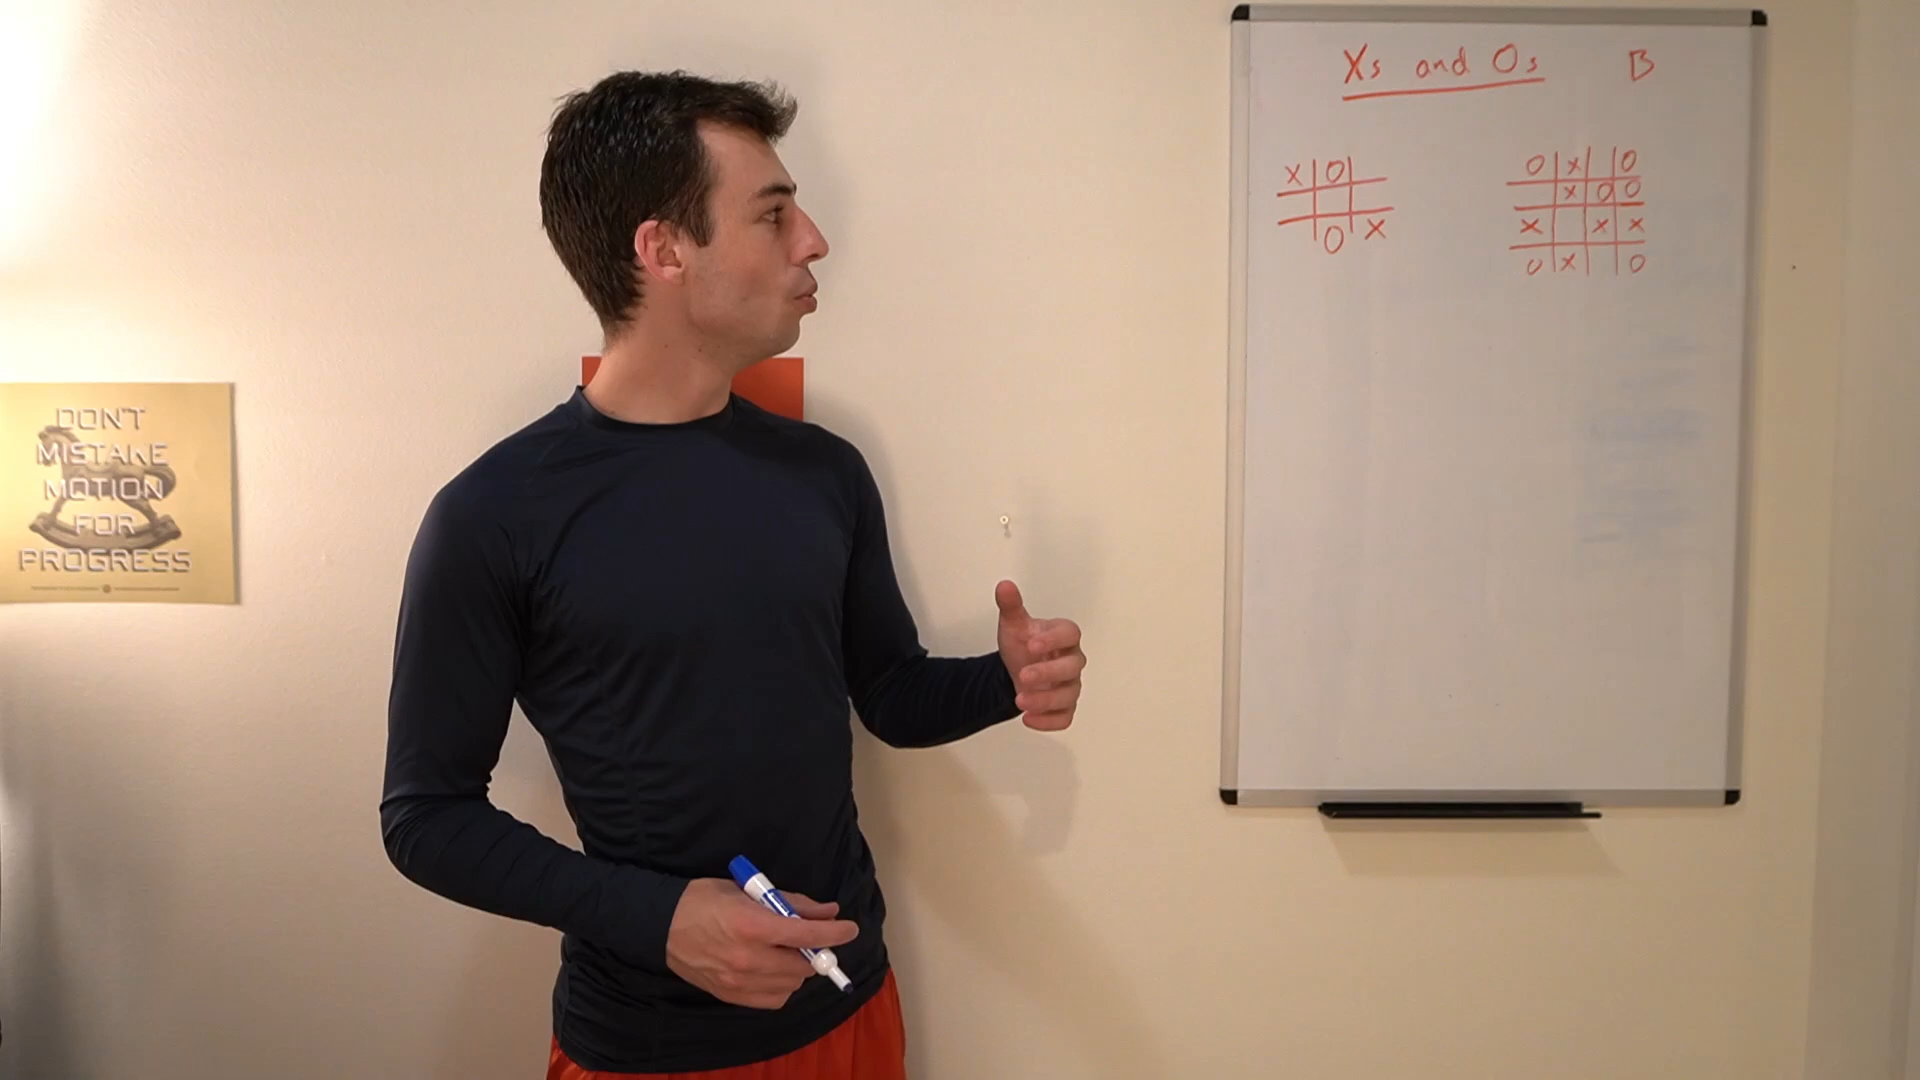 DON'T
MISTAKE
MOTION
FOR
PROGRESS
Xs and Os B
X O
O X
O X O
X O O
X X X
O X O